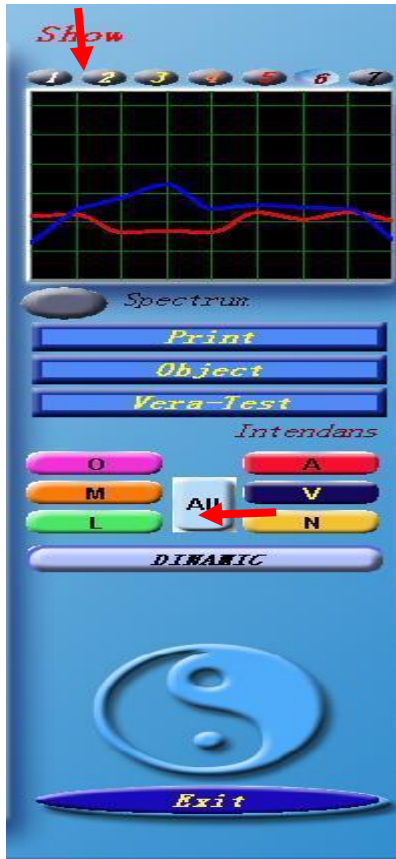 Show
1 2 3 4 5 6 7
Spectrum
Print
Object
Vera-Test
Intendans
O A
M All V
L N
DINAMIC
Exit